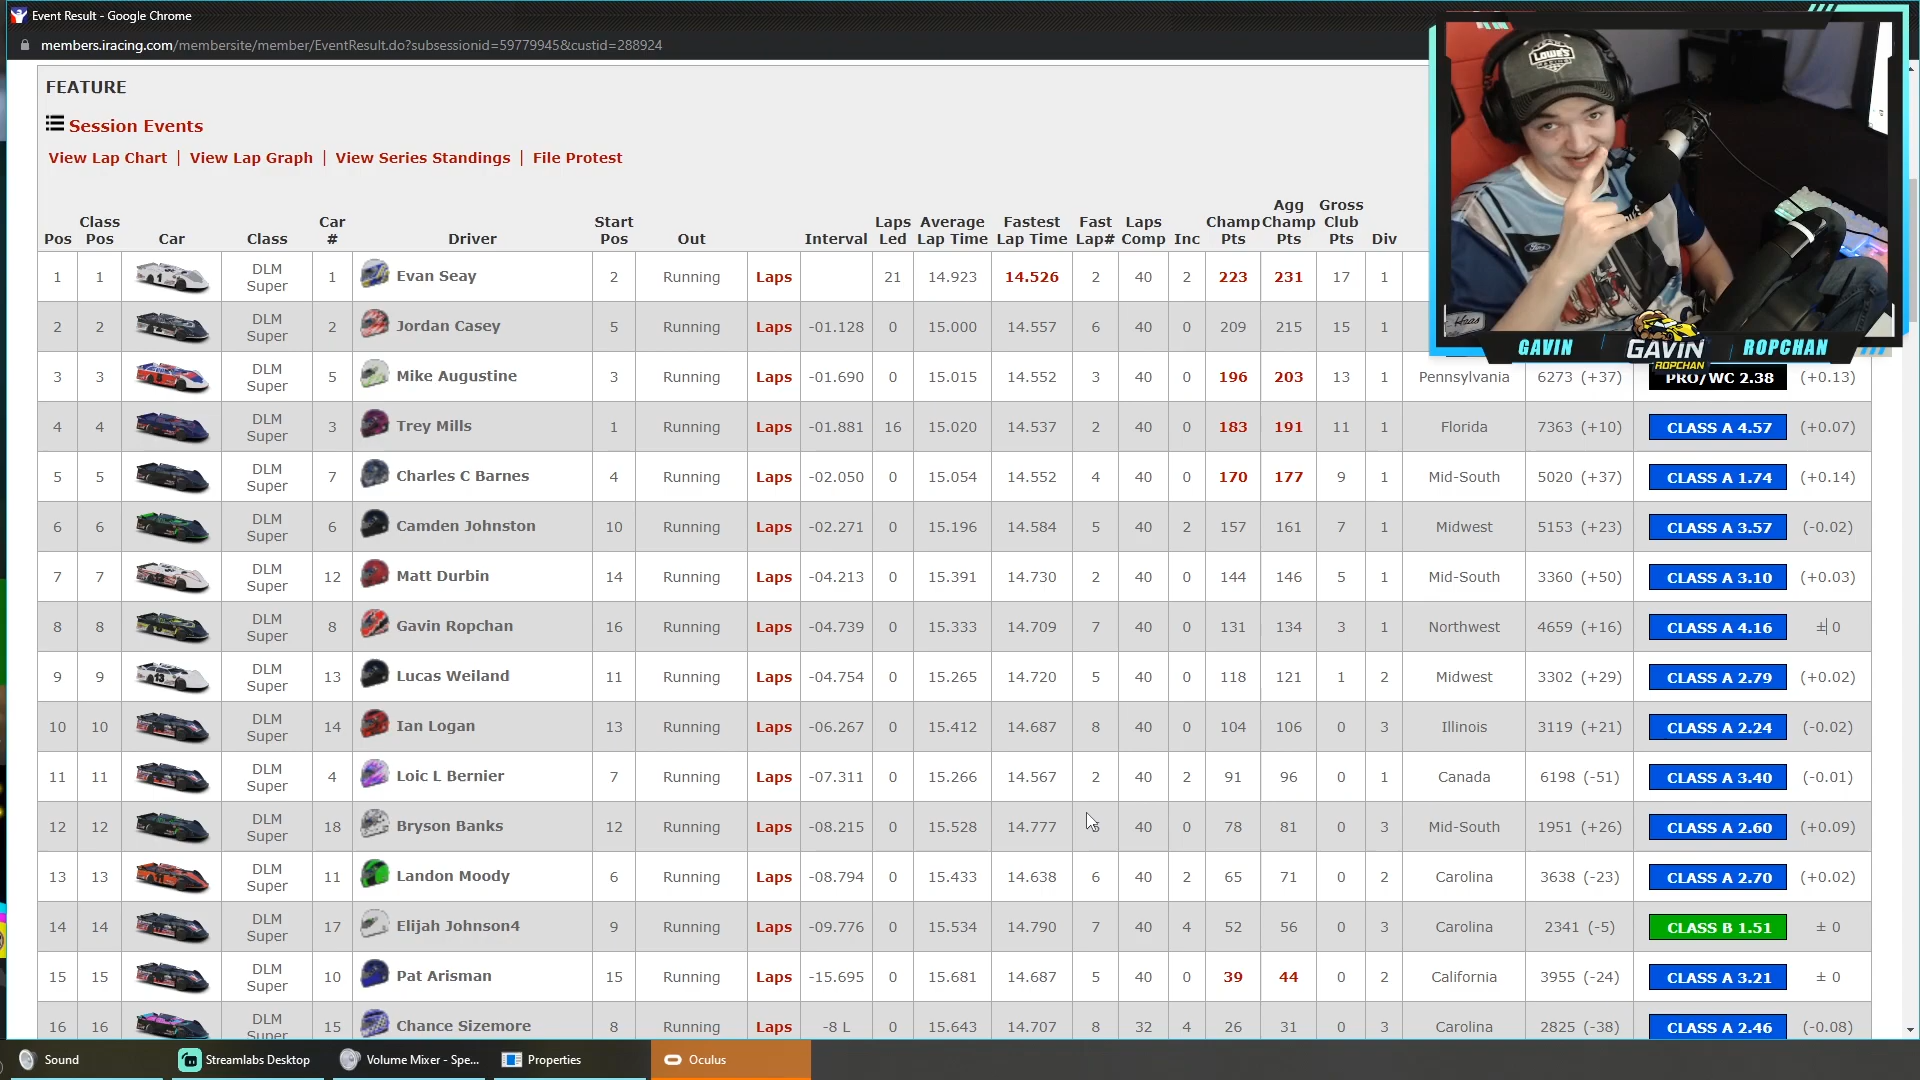 Event Result - Google Chrome
members.iracing.com/membersite/member/EventResult.do?subsessionid=59779945&custid=288924
FEATURE
Session Events
View Lap Chart | View Lap Graph | View Series Standings | File Protest
Pos Class Pos Car Class Car # Driver Start Pos Out Interval Laps Led Average Lap Time Fastest Lap Time Fast Lap# Laps Comp Inc Champ Pts Agg Champ Pts Gross Club Pts Div
1 1 DLM Super 1 Evan Seay 2 Running Laps 21 14.923 14.526 2 40 2 223 231 17 1
2 2 DLM Super 2 Jordan Casey 5 Running Laps -01.128 0 15.000 14.557 6 40 0 209 215 15 1
3 3 DLM Super 5 Mike Augustine 3 Running Laps -01.690 0 15.015 14.552 3 40 0 196 203 13 1 Pennsylvania 6273 (+37) PRO/WC 2.38 (+0.13)
4 4 DLM Super 3 Trey Mills 1 Running Laps -01.881 16 15.020 14.537 2 40 0 183 191 11 1 Florida 7363 (+10) CLASS A 4.57 (+0.07)
5 5 DLM Super 7 Charles C Barnes 4 Running Laps -02.050 0 15.054 14.552 4 40 0 170 177 9 1 Mid-South 5020 (+37) CLASS A 1.74 (+0.14)
6 6 DLM Super 6 Camden Johnston 10 Running Laps -02.271 0 15.196 14.584 5 40 2 157 161 7 1 Midwest 5153 (+23) CLASS A 3.57 (-0.02)
7 7 DLM Super 12 Matt Durbin 14 Running Laps -04.213 0 15.391 14.730 2 40 0 144 146 5 1 Mid-South 3360 (+50) CLASS A 3.10 (+0.03)
8 8 DLM Super 8 Gavin Ropchan 16 Running Laps -04.739 0 15.333 14.709 7 40 0 131 134 3 1 Northwest 4659 (+16) CLASS A 4.16 ± 0
9 9 DLM Super 13 Lucas Weiland 11 Running Laps -04.754 0 15.265 14.720 5 40 0 118 121 1 2 Midwest 3302 (+29) CLASS A 2.79 (+0.02)
10 10 DLM Super 14 Ian Logan 13 Running Laps -06.267 0 15.412 14.687 8 40 0 104 106 0 3 Illinois 3119 (+21) CLASS A 2.24 (-0.02)
11 11 DLM Super 4 Loic L Bernier 7 Running Laps -07.311 0 15.266 14.567 2 40 2 91 96 0 1 Canada 6198 (-51) CLASS A 3.40 (-0.01)
12 12 DLM Super 18 Bryson Banks 12 Running Laps -08.215 0 15.528 14.777 40 0 78 81 0 3 Mid-South 1951 (+26) CLASS A 2.60 (+0.09)
13 13 DLM Super 11 Landon Moody 6 Running Laps -08.794 0 15.433 14.638 6 40 2 65 71 0 2 Carolina 3638 (-23) CLASS A 2.70 (+0.02)
14 14 DLM Super 17 Elijah Johnson4 9 Running Laps -09.776 0 15.534 14.790 7 40 4 52 56 0 3 Carolina 2341 (-5) CLASS B 1.51 ± 0
15 15 DLM Super 10 Pat Arisman 15 Running Laps -15.695 0 15.681 14.687 5 40 0 39 44 0 2 California 3955 (-24) CLASS A 3.21 ± 0
16 16 DLM Super 15 Chance Sizemore 8 Running Laps -8 L 0 15.643 14.707 8 32 4 26 31 0 3 Carolina 2825 (-38) CLASS A 2.46 (-0.08)
LOWE'S
RACING
Ford
Haas
GAVIN GAVIN ROPCHAN ROPCHAN
Sound Streamlabs Desktop Volume Mixer - Spe... Properties Oculus